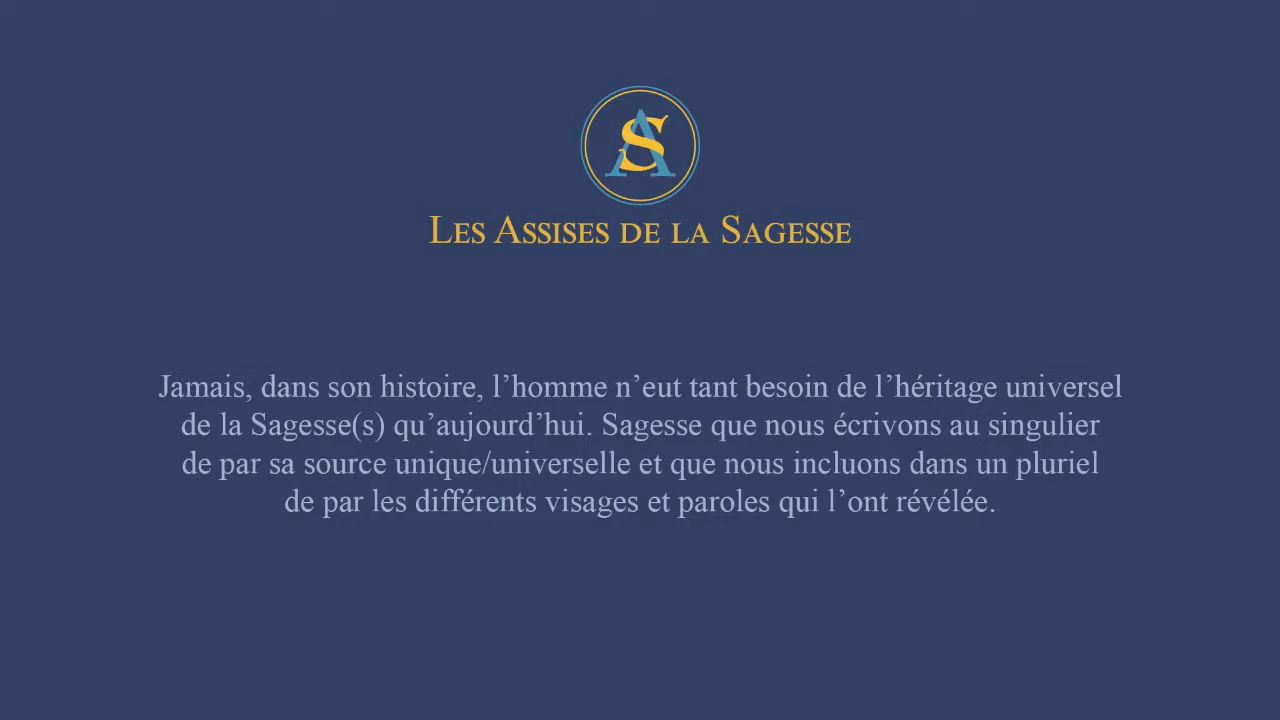 AS
Les Assises de la Sagesse
Jamais, dans son histoire, l’homme n’eut tant besoin de l’héritage universel
de la Sagesse(s) qu’aujourd’hui. Sagesse que nous écrivons au singulier
de par sa source unique/universelle et que nous incluons dans un pluriel
de par les différents visages et paroles qui l’ont révélée.